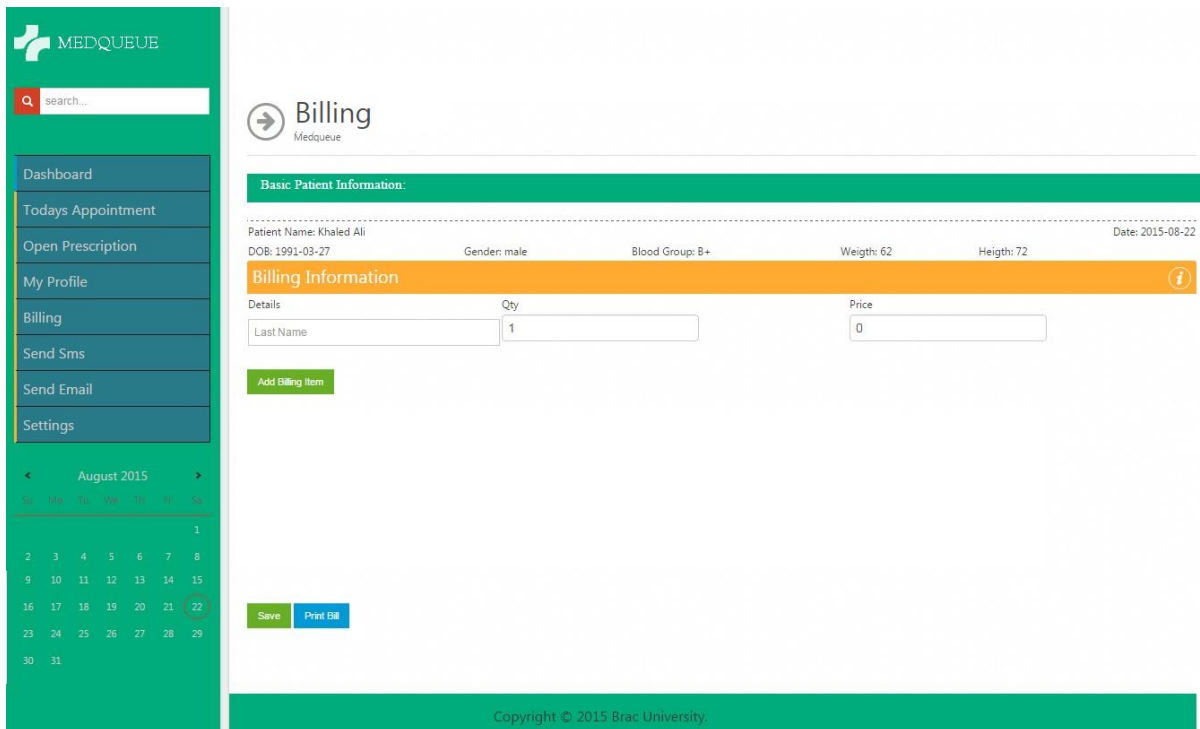 MEDQUEUE
search...
Dashboard
Todays Appointment
Open Prescription
My Profile
Billing
Send Sms
Send Email
Settings
August 2015
Su Mo Tu We Th Fr Sa
1
2 3 4 5 6 7 8
9 10 11 12 13 14 15
16 17 18 19 20 21 22
23 24 25 26 27 28 29
30 31
Billing
Medqueue
Basic Patient Information:
Patient Name: Khaled Ali Date: 2015-08-22
DOB: 1991-03-27 Gender: male Blood Group: B+ Weigth: 62 Heigth: 72
Billing Information
Details Qty Price
Last Name 1 0
Add Billing Item
Save Print Bill
Copyright © 2015 Brac University.